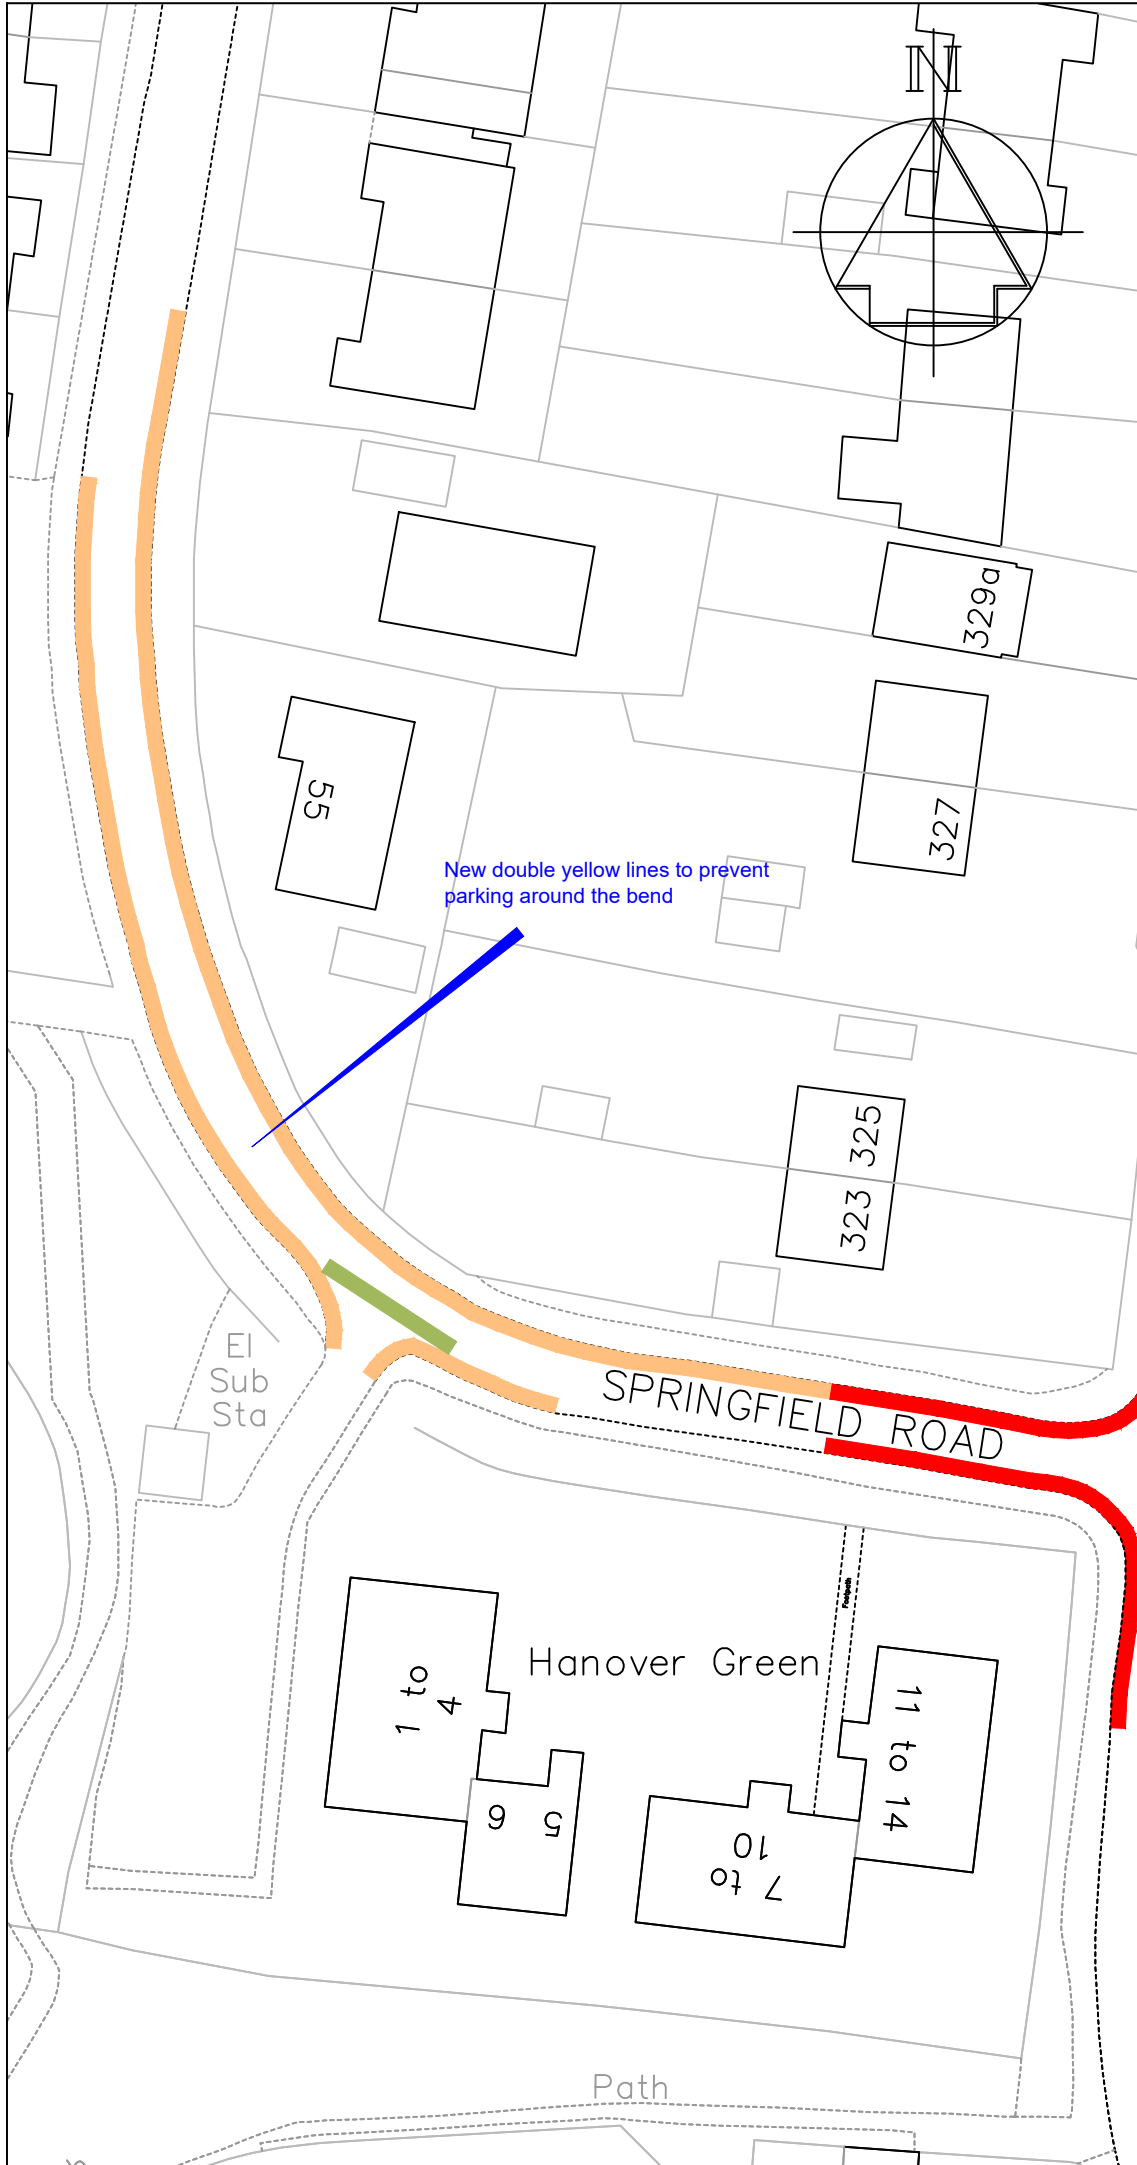 N
329a
55
327
New double yellow lines to prevent
parking around the bend
325
323
El
Sub
Sta
SPRINGFIELD ROAD
Footpath
Hanover Green
1 to
4
11 to 14
6
5
7 to
10
Path